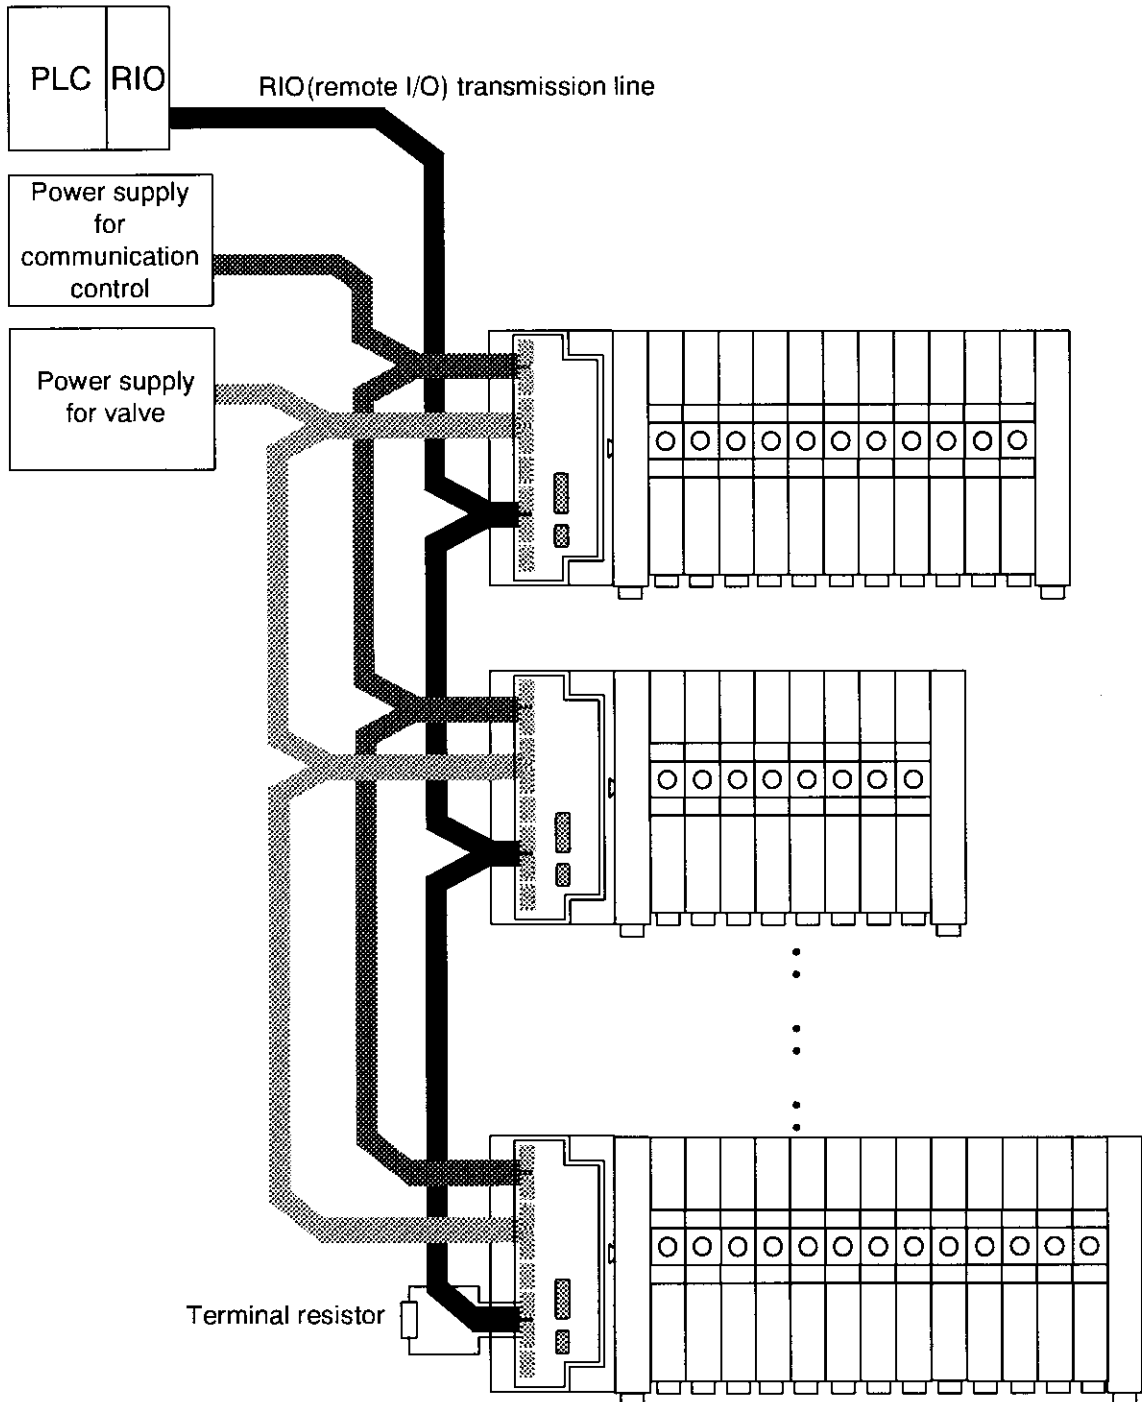 PLC RIO
RIO(remote I/O) transmission line
Power supply
for
communication
control
Power supply
for valve
Terminal resistor